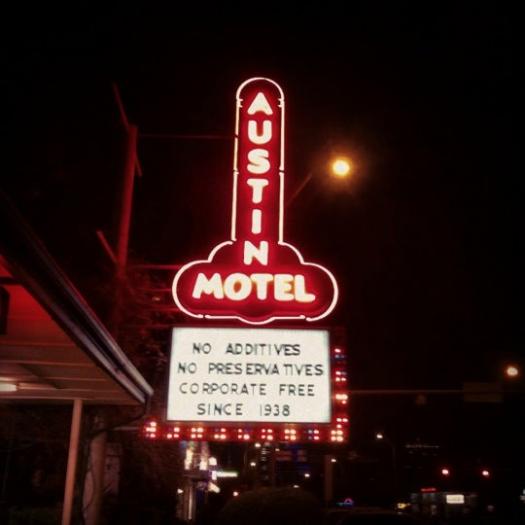 AUSTIN
MOTEL
NO ADDITIVES
NO PRESERVATIVES
CORPORATE FREE
SINCE 1938